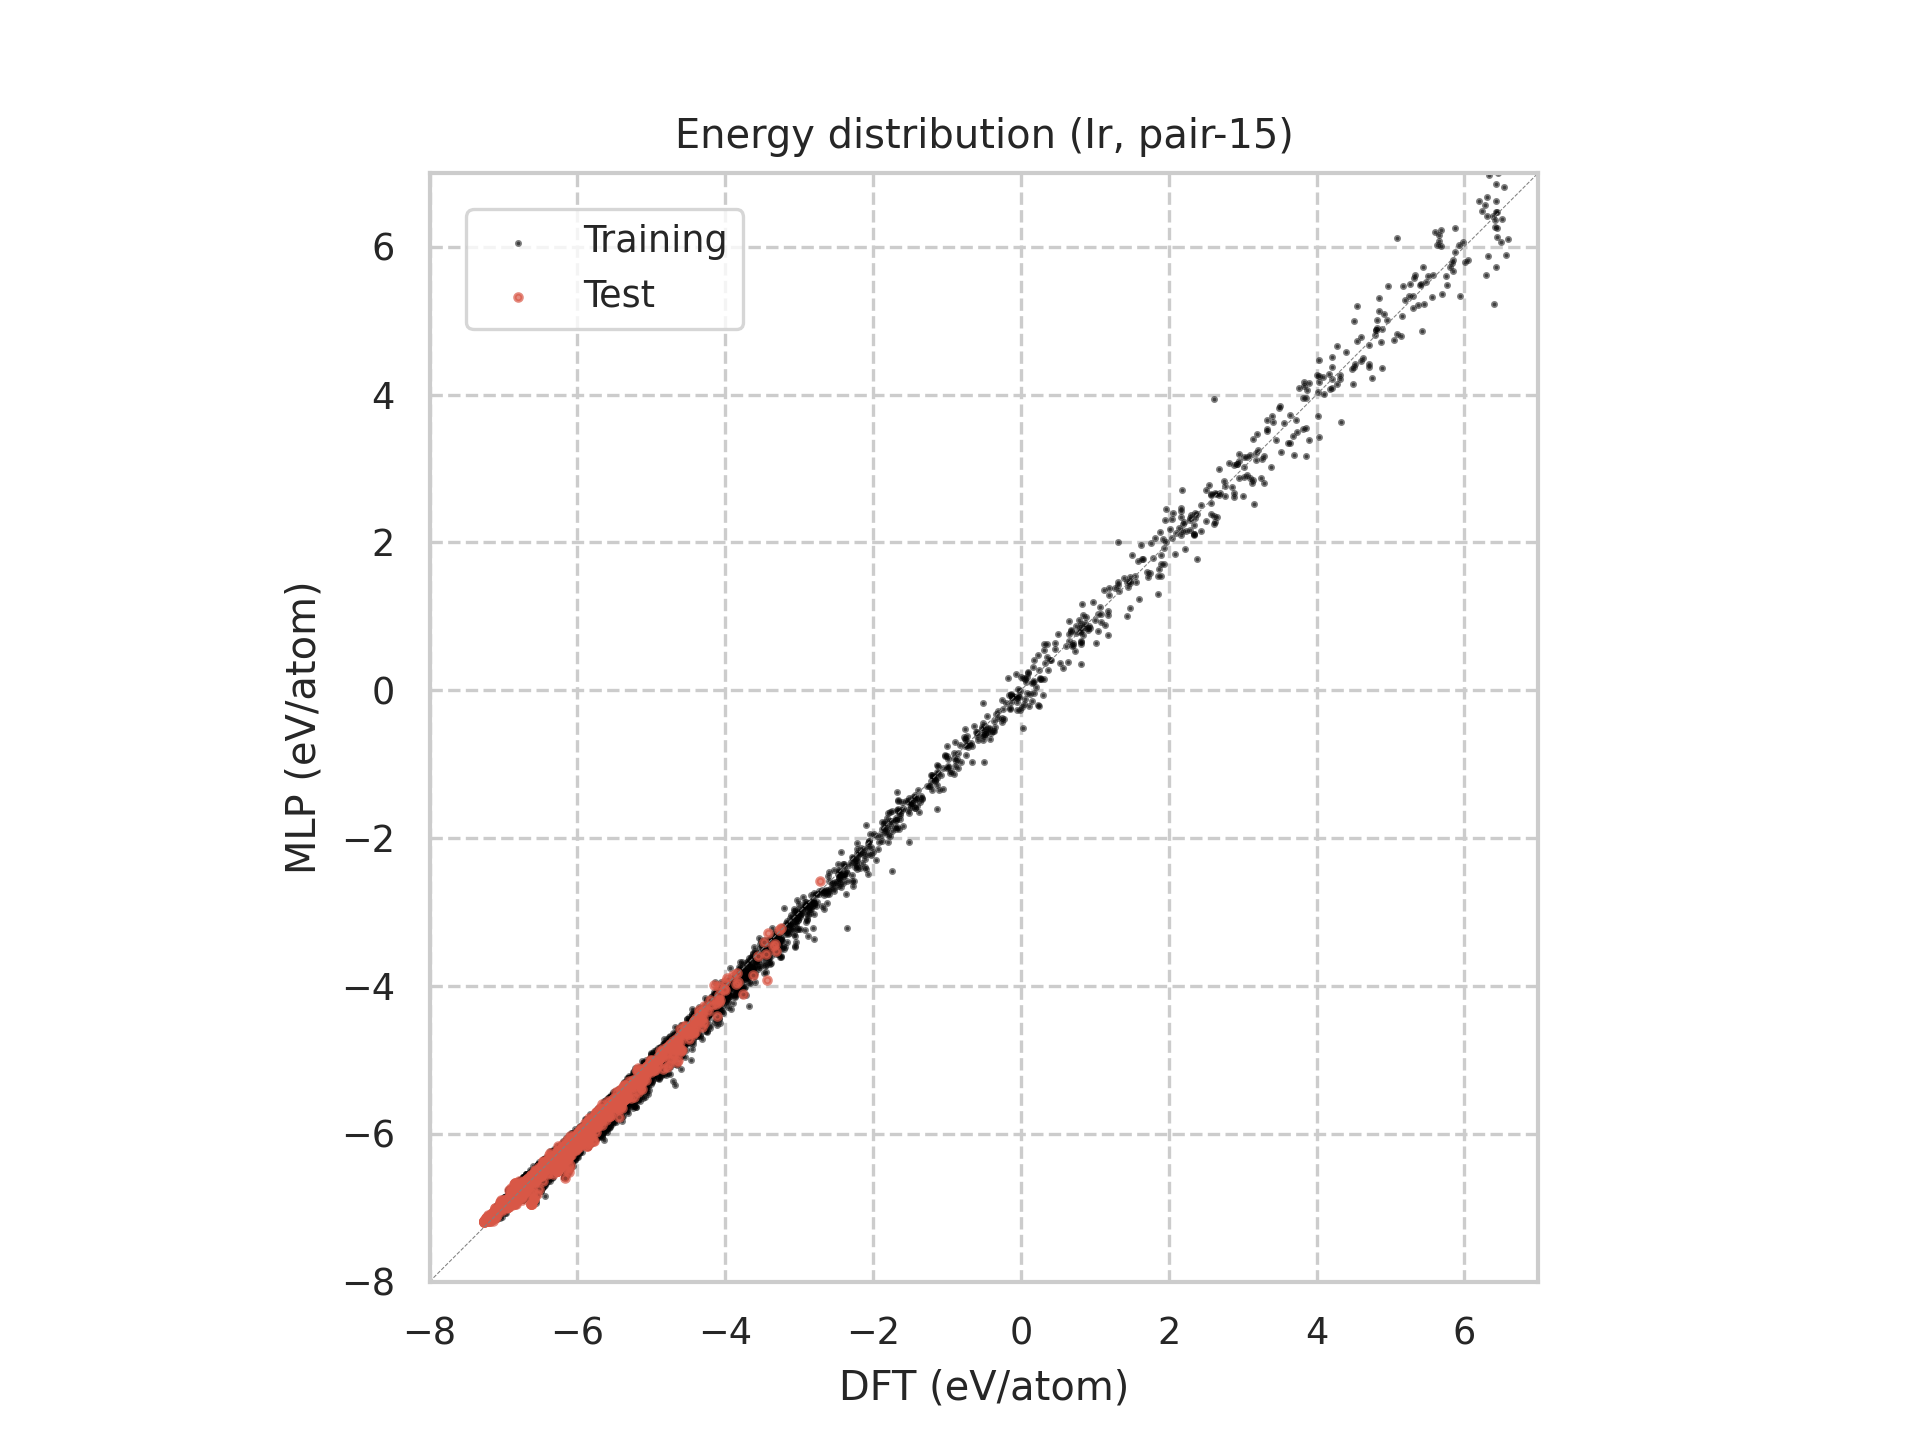 Energy distribution (Ir, pair-15)
Training
Test
6
4
2
0
−2
−4
−6
−8
MLP (eV/atom)
−8 −6 −4 −2 0 2 4 6
DFT (eV/atom)